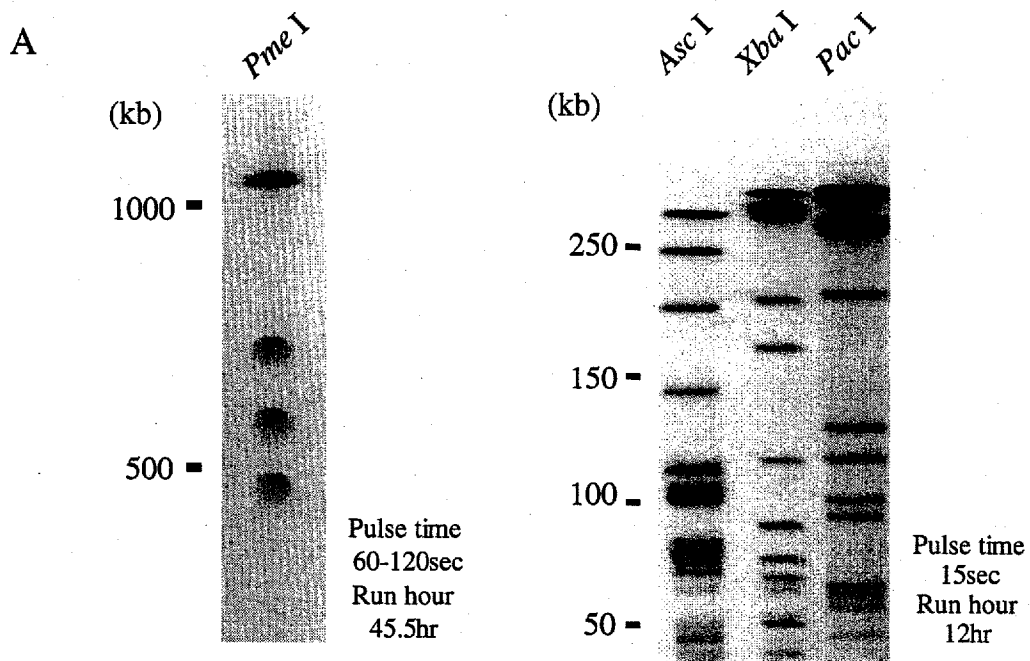 A
Pme I
(kb)
1000
500
Pulse time
60-120sec
Run hour
45.5hr
Asc I
Xba I
Pac I
(kb)
250
150
100
50
Pulse time
15sec
Run hour
12hr